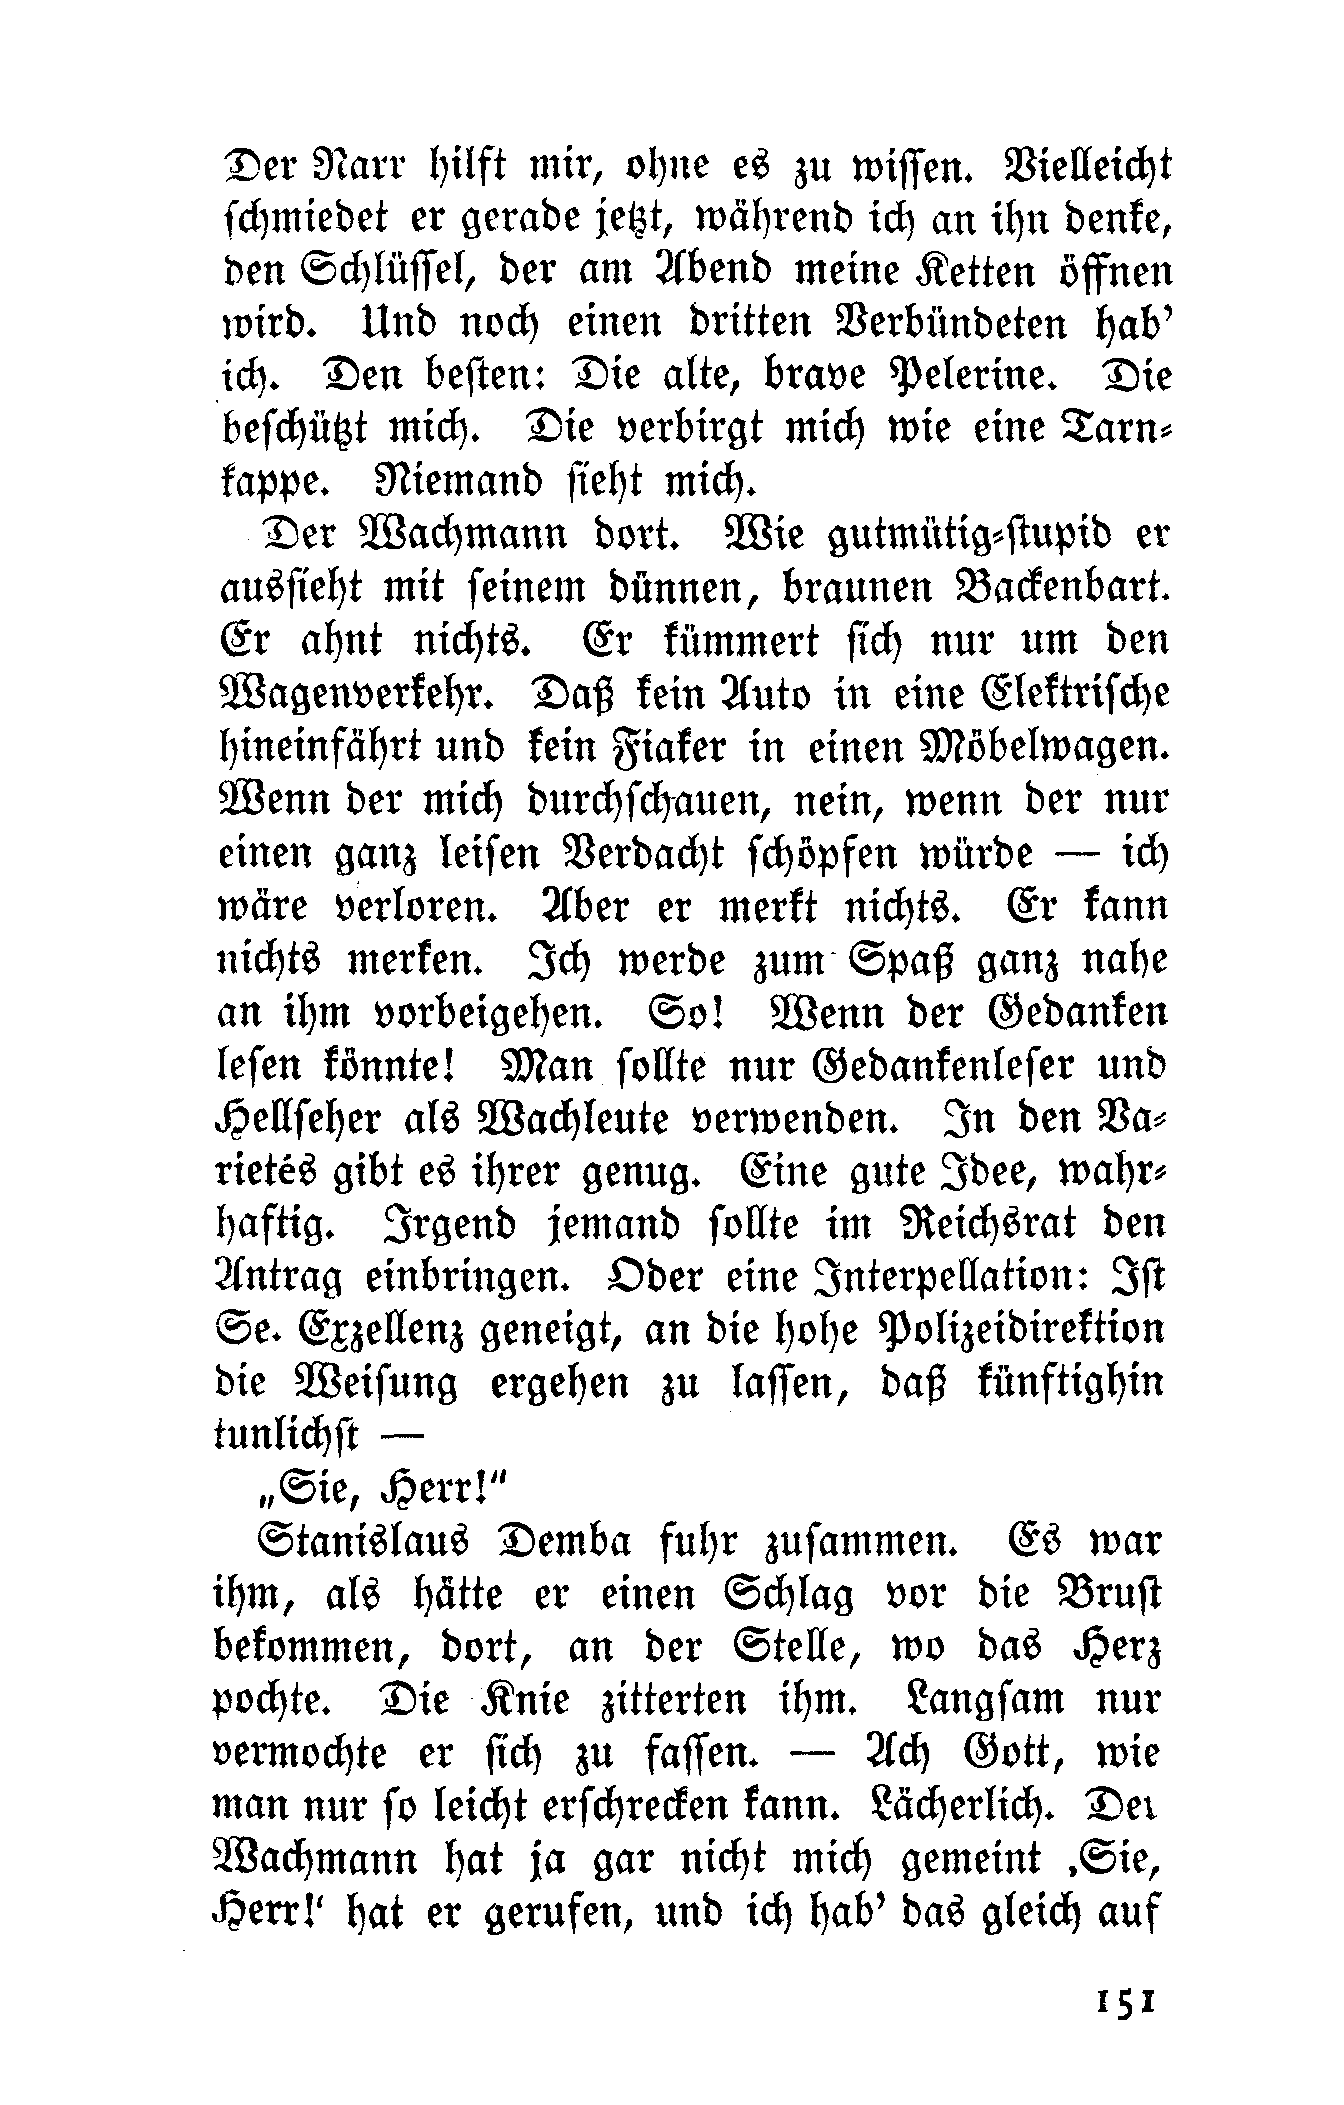 Der Narr hilft mir, ohne es zu wissen. Vielleicht
schmiedet er gerade jetzt, während ich an ihn denke,
den Schlüssel, der am Abend meine Ketten öffnen
wird. Und noch einen dritten Verbündeten hab'
ich. Den besten: Die alte, brave Pelerine. Die
beschützt mich. Die verbirgt mich wie eine Tarn-
kappe. Niemand sieht mich.
Der Wachmann dort. Wie gutmütig-stupid er
aussieht mit seinem dünnen, braunen Backenbart.
Er ahnt nichts. Er kümmert sich nur um den
Wagenverkehr. Daß kein Auto in eine Elektrische
hineinfährt und kein Fiaker in einen Möbelwagen.
Wenn der mich durchschauen, nein, wenn der nur
einen ganz leisen Verdacht schöpfen würde — ich
wäre verloren. Aber er merkt nichts. Er kann
nichts merken. Ich werde zum Spaß ganz nahe
an ihm vorbeigehen. So! Wenn der Gedanken
lesen könnte! Man sollte nur Gedankenleser und
Hellseher als Wachleute verwenden. In den Va-
rietés gibt es ihrer genug. Eine gute Idee, wahr-
haftig. Irgend jemand sollte im Reichsrat den
Antrag einbringen. Oder eine Interpellation: Ist
Se. Exzellenz geneigt, an die hohe Polizeidirektion
die Weisung ergehen zu lassen, daß künftighin
tunlichst —
„Sie, Herr!“
Stanislaus Demba fuhr zusammen. Es war
ihm, als hätte er einen Schlag vor die Brust
bekommen, dort, an der Stelle, wo das Herz
pochte. Die Knie zitterten ihm. Langsam nur
vermochte er sich zu fassen. — Ach Gott, wie
man nur so leicht erschrecken kann. Lächerlich. Der
Wachmann hat ja gar nicht mich gemeint ‚Sie,
Herr!‘ hat er gerufen, und ich hab' das gleich auf
151